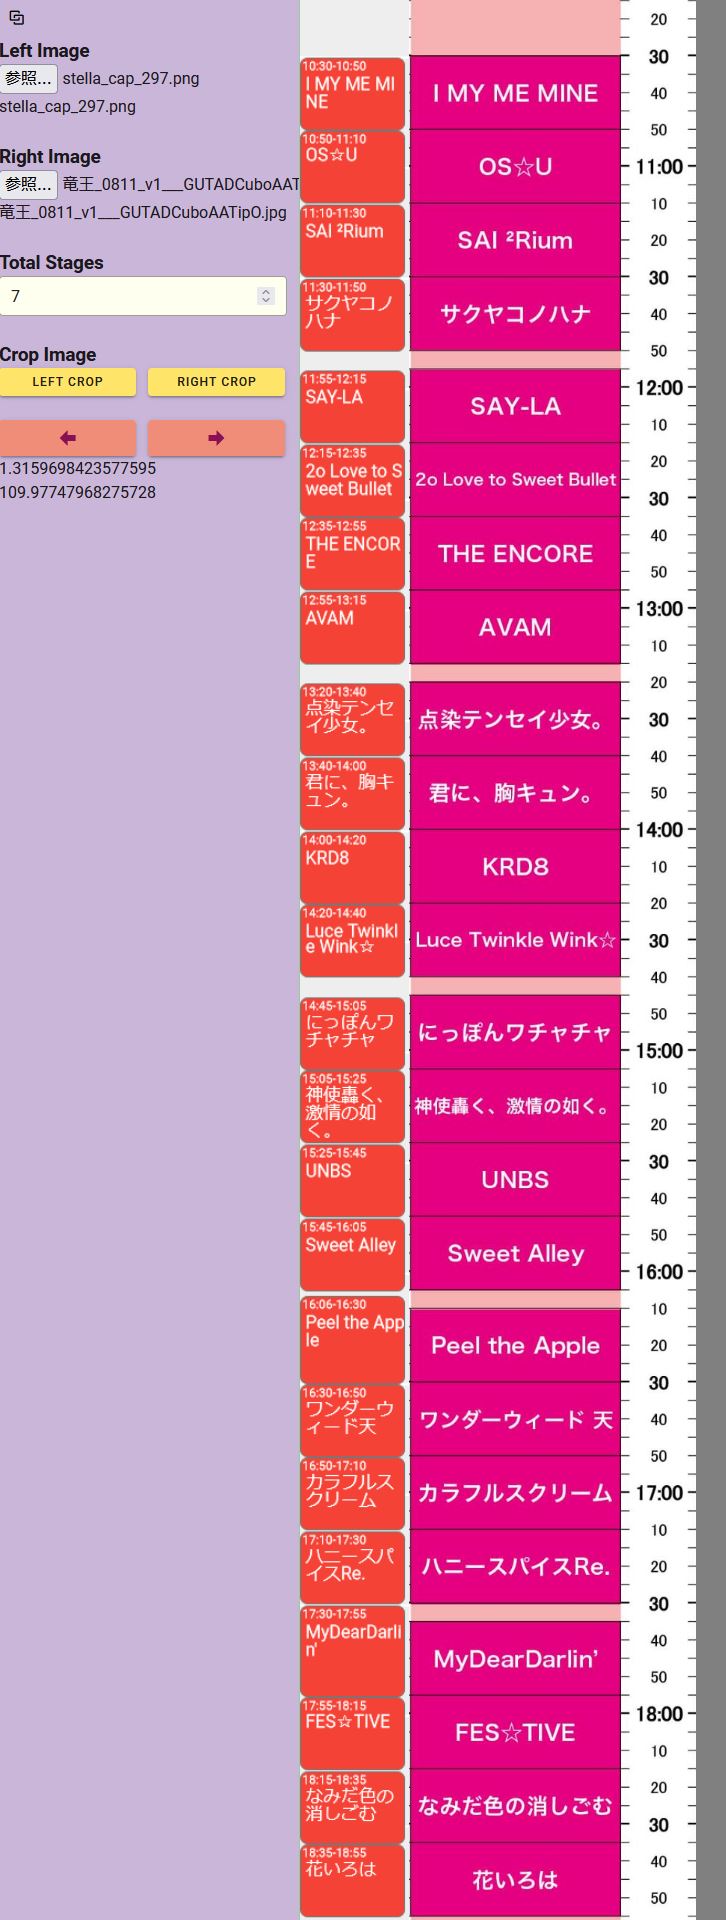 Left Image
参照... stella_cap_297.png
stella_cap_297.png
Right Image
参照... 竜王_0811_v1___GUTADCuboAAT
竜王_0811_v1___GUTADCuboAATipO.jpg
Total Stages
7
Crop Image
LEFT CROP RIGHT CROP
1.3159698423577595
109.97747968275728
10:30-10:50
I MY ME MI
NE
10:50-11:10
OS☆U
11:10-11:30
SAI ²Rium
11:30-11:50
サクヤコノ
ハナ
11:55-12:15
SAY-LA
12:15-12:35
2o Love to S
weet Bullet
12:35-12:55
THE ENCOR
E
12:55-13:15
AVAM
13:20-13:40
点染テンセ
イ少女。
13:40-14:00
君に、胸キ
ュン。
14:00-14:20
KRD8
14:20-14:40
Luce Twinkl
e Wink☆
14:45-15:05
にっぽんワ
チャチャ
15:05-15:25
神使轟く、
激情の如
く。
15:25-15:45
UNBS
15:45-16:05
Sweet Alley
16:06-16:30
Peel the App
le
16:30-16:50
ワンダーウ
ィード天
16:50-17:10
カラフルス
クリーム
17:10-17:30
ハニースパ
イスRe.
17:30-17:55
MyDearDarli
n'
17:55-18:15
FES☆TIVE
18:15-18:35
なみだ色の
消しごむ
18:35-18:55
花いろは
I MY ME MINE
OS☆U
SAI ²Rium
サクヤコノハナ
SAY-LA
2o Love to Sweet Bullet
THE ENCORE
AVAM
点染テンセイ少女。
君に、胸キュン。
KRD8
Luce Twinkle Wink☆
にっぽんワチャチャ
神使轟く、激情の如く。
UNBS
Sweet Alley
Peel the Apple
ワンダーウィード 天
カラフルスクリーム
ハニースパイスRe.
MyDearDarlin’
FES☆TIVE
なみだ色の消しごむ
花いろは
20
30
40
50
11:00
10
20
30
40
50
12:00
10
20
30
40
50
13:00
10
20
30
40
50
14:00
10
20
30
40
50
15:00
10
20
30
40
50
16:00
10
20
30
40
50
17:00
10
20
30
40
50
18:00
10
20
30
40
50